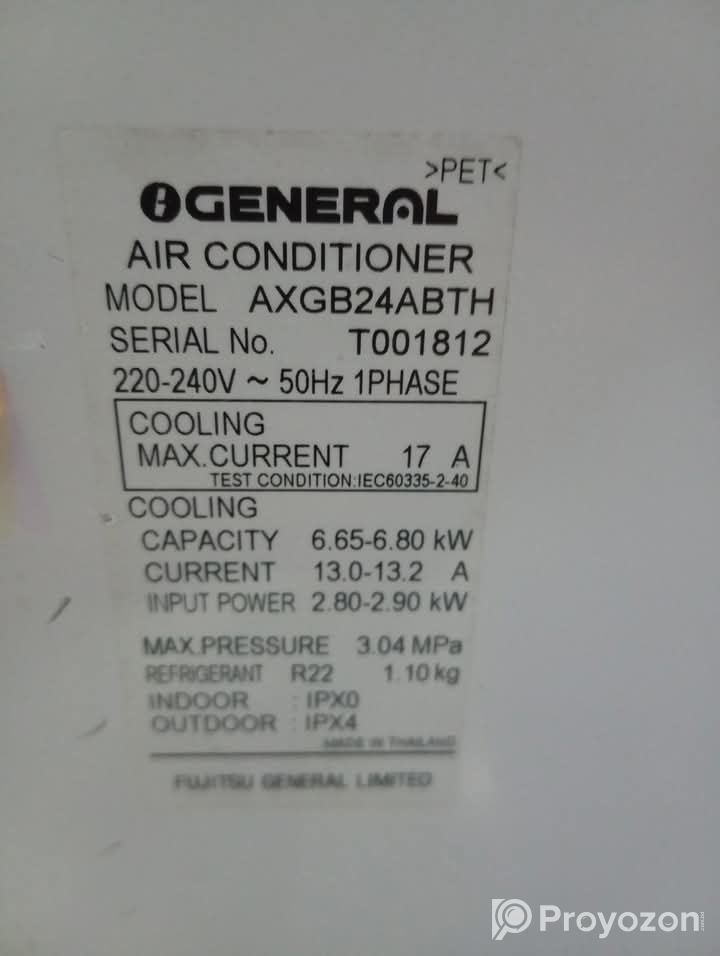 >PET<
GENERAL
AIR CONDITIONER
MODEL AXGB24ABTH
SERIAL No. T001812
220-240V ~ 50Hz 1PHASE
COOLING
MAX.CURRENT 17 A
TEST CONDITION:IEC60335-2-40
COOLING
CAPACITY 6.65-6.80 kW
CURRENT 13.0-13.2 A
INPUT POWER 2.80-2.90 kW
MAX.PRESSURE 3.04 MPa
REFRIGERANT R22 1.10kg
INDOOR : IPX0
OUTDOOR : IPX4
MADE IN THAILAND
FUJITSU GENERAL LIMITED
Proyozon